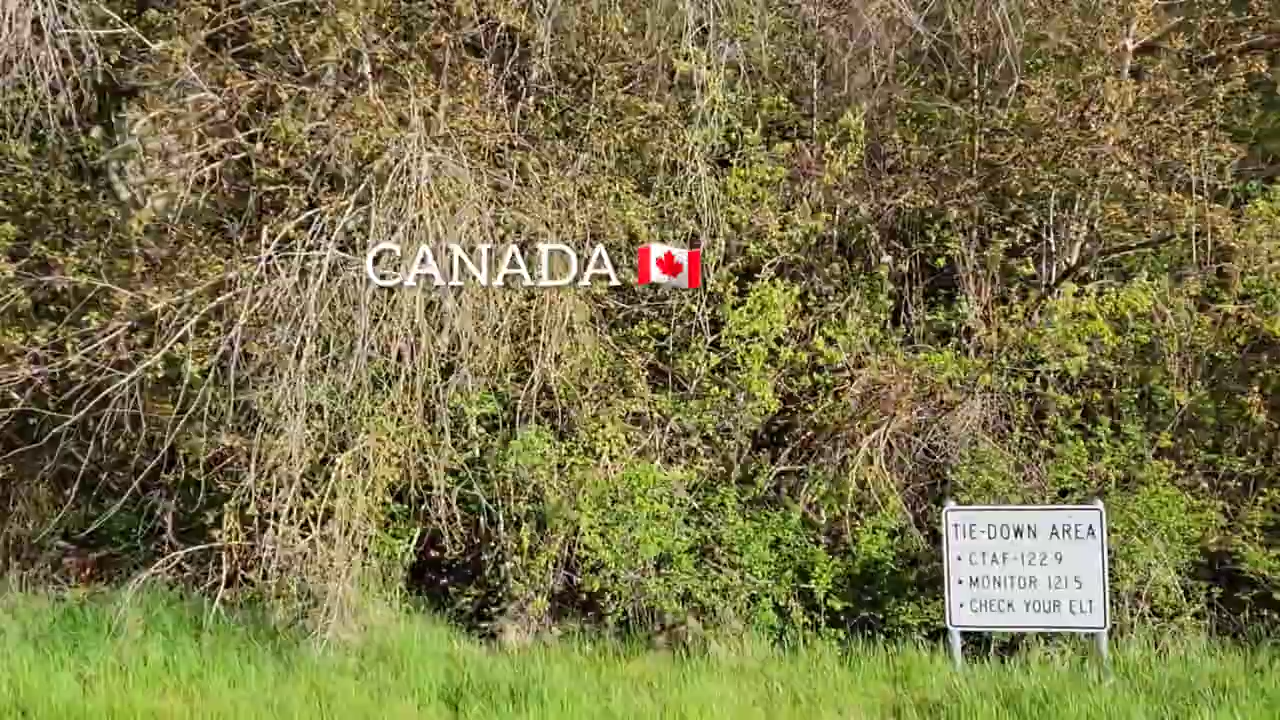 CANADA 🇨🇦
TIE-DOWN AREA
• CTAF-122.9
• MONITOR 121.5
• CHECK YOUR ELT